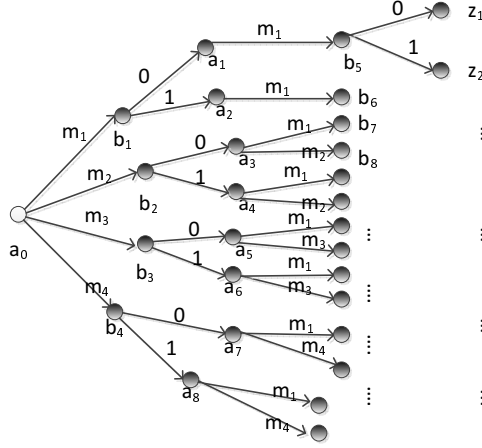 0
z₁
m₁
a₁
b₅
1
z₂
0
m₁
b₆
1
a₂
m₁
b₁
m₁
b₇
0
m₂
b₈
a₃
m₂
m₁
1
a₄
m₂
b₂
m₃
0
m₁
a₅
m₃
b₃
1
m₁
a₆
m₃
a₀
m₄
b₄
0
m₁
a₇
m₄
1
a₈
m₁
m₄